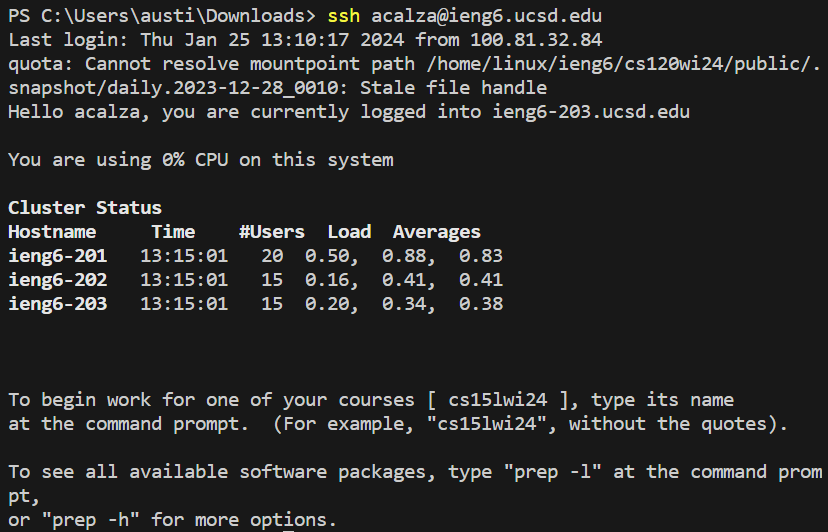 PS C:\Users\austi\Downloads> ssh acalza@ieng6.ucsd.edu
Last login: Thu Jan 25 13:10:17 2024 from 100.81.32.84
quota: Cannot resolve mountpoint path /home/linux/ieng6/cs120wi24/public/.
snapshot/daily.2023-12-28_0010: Stale file handle
Hello acalza, you are currently logged into ieng6-203.ucsd.edu
You are using 0% CPU on this system
Cluster Status
Hostname     Time    #Users  Load  Averages
ieng6-201   13:15:01   20  0.50,  0.88,  0.83
ieng6-202   13:15:01   15  0.16,  0.41,  0.41
ieng6-203   13:15:01   15  0.20,  0.34,  0.38
To begin work for one of your courses [ cs15lwi24 ], type its name
at the command prompt.  (For example, "cs15lwi24", without the quotes).
To see all available software packages, type "prep -l" at the command prom
pt,
or "prep -h" for more options.